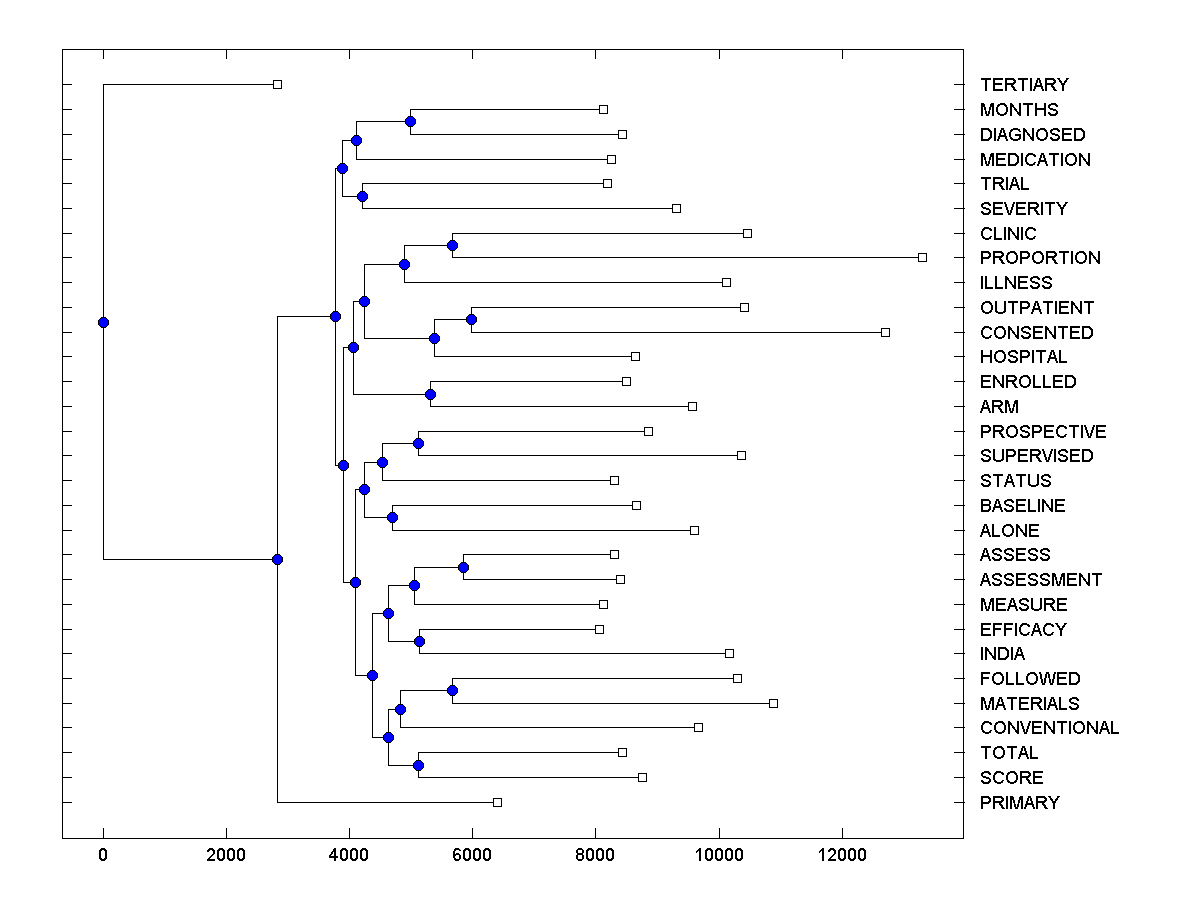 TERTIARY
MONTHS
DIAGNOSED
MEDICATION
TRIAL
SEVERITY
CLINIC
PROPORTION
ILLNESS
OUTPATIENT
CONSENTED
HOSPITAL
ENROLLED
ARM
PROSPECTIVE
SUPERVISED
STATUS
BASELINE
ALONE
ASSESS
ASSESSMENT
MEASURE
EFFICACY
INDIA
FOLLOWED
MATERIALS
CONVENTIONAL
TOTAL
SCORE
PRIMARY
0 2000 4000 6000 8000 10000 12000